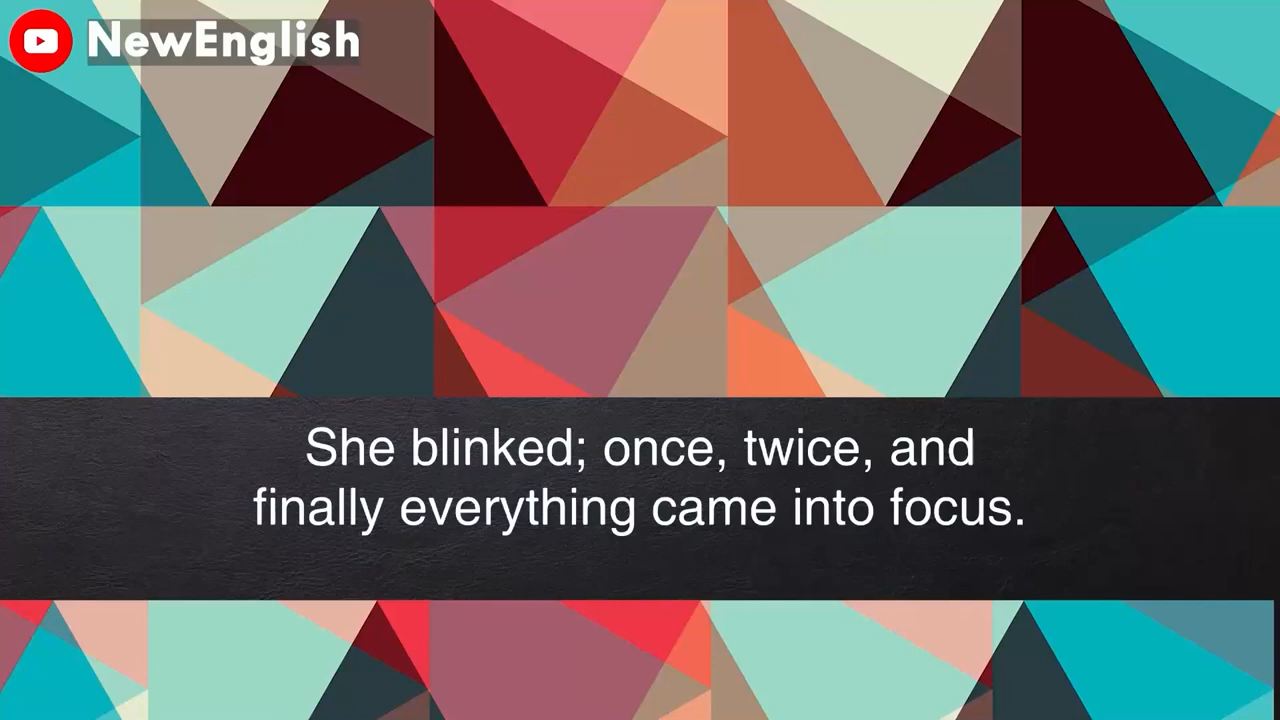 NewEnglish
She blinked; once, twice, and
finally everything came into focus.